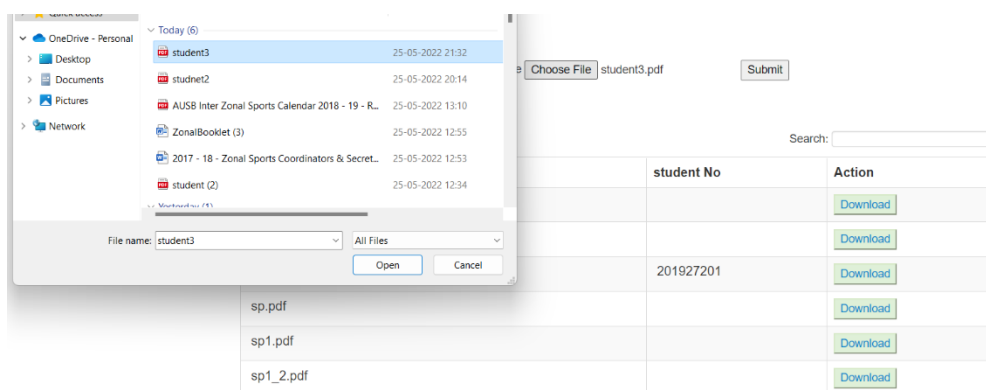 Quick access
OneDrive - Personal
Desktop
Documents
Pictures
Network
Today (6)
student3 25-05-2022 21:32
studnet2 25-05-2022 20:14
AUSB Inter Zonal Sports Calendar 2018 - 19 - R... 25-05-2022 13:10
ZonalBooklet (3) 25-05-2022 12:55
2017 - 18 - Zonal Sports Coordinators & Secret... 25-05-2022 12:53
student (2) 25-05-2022 12:34
Yesterday (1)
File name: student3 All Files
Open Cancel
Choose File student3.pdf Submit
Search:
student No Action
Download
Download
201927201 Download
sp.pdf Download
sp1.pdf Download
sp1_2.pdf Download